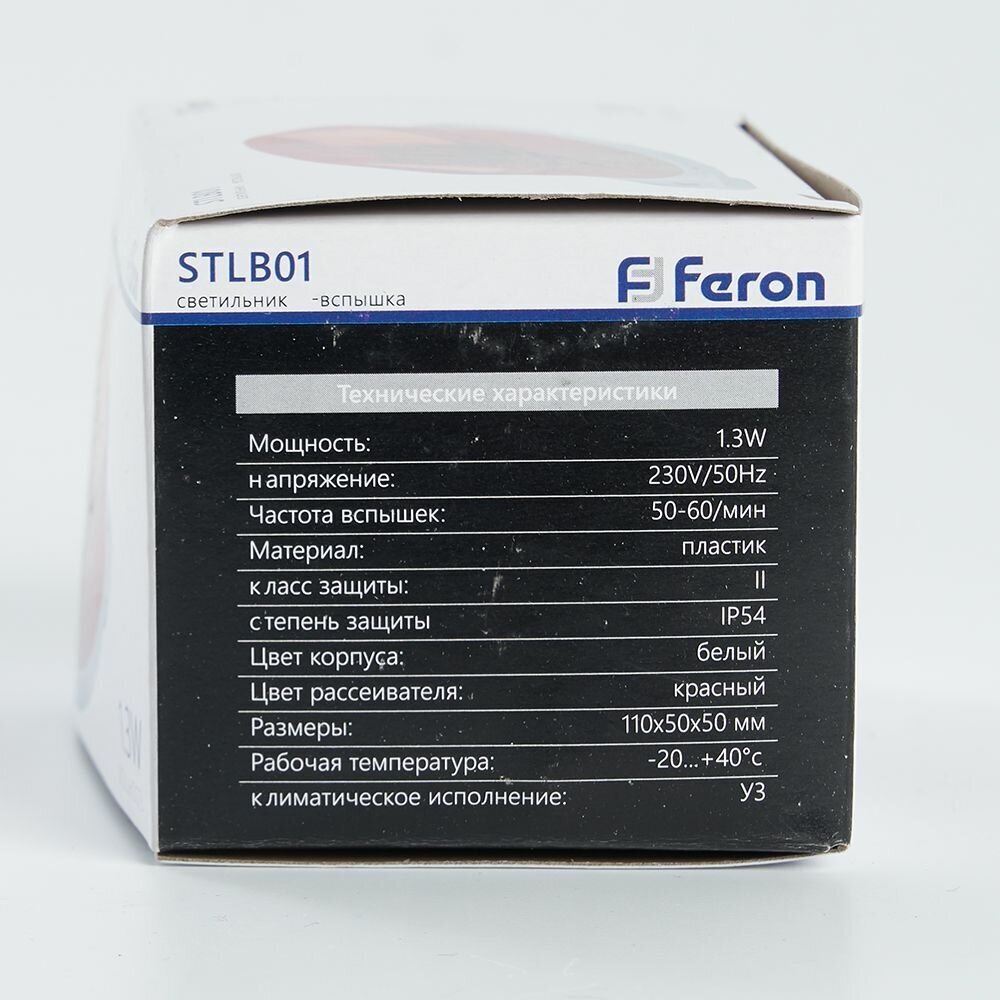 STLB01
светильник -вспышка
Feron
Технические характеристики
Мощность: 1.3W
напряжение: 230V/50Hz
Частота вспышек: 50-60/мин
Материал: пластик
класс защиты: II
степень защиты IP54
Цвет корпуса: белый
Цвет рассеивателя: красный
Размеры: 110x50x50 мм
Рабочая температура: -20...+40°c
климатическое исполнение: У3
1.3W